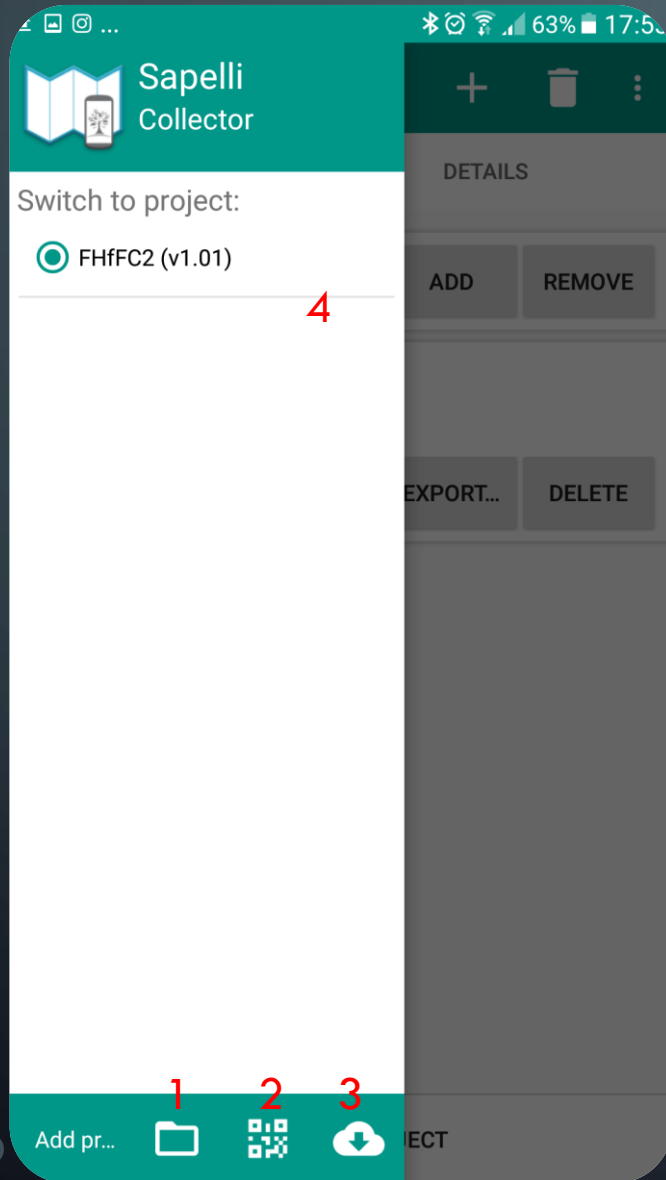 ... 63% 17:5
Sapelli
Collector
DETAILS
Switch to project:
FHfFC2 (v1.01)
ADD REMOVE
4
EXPORT... DELETE
1 2 3
Add pr... ECT